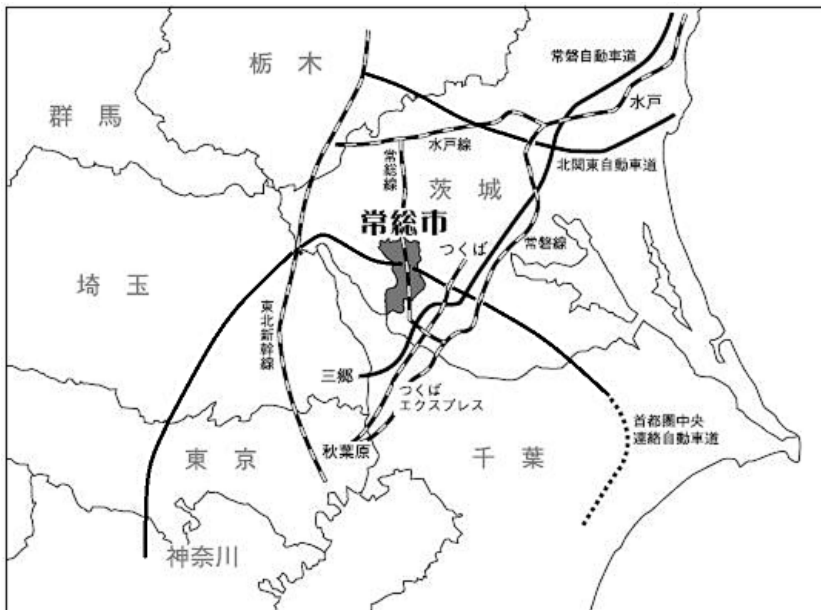 常磐自動車道
栃木
水戸
群馬
水戸線
北関東自動車道
常総線
茨城
常総市
つくば
常磐線
埼玉
東北新幹線
三郷
つくば
エクスプレス
首都圏中央
連絡自動車道
秋葉原
東京
千葉
神奈川